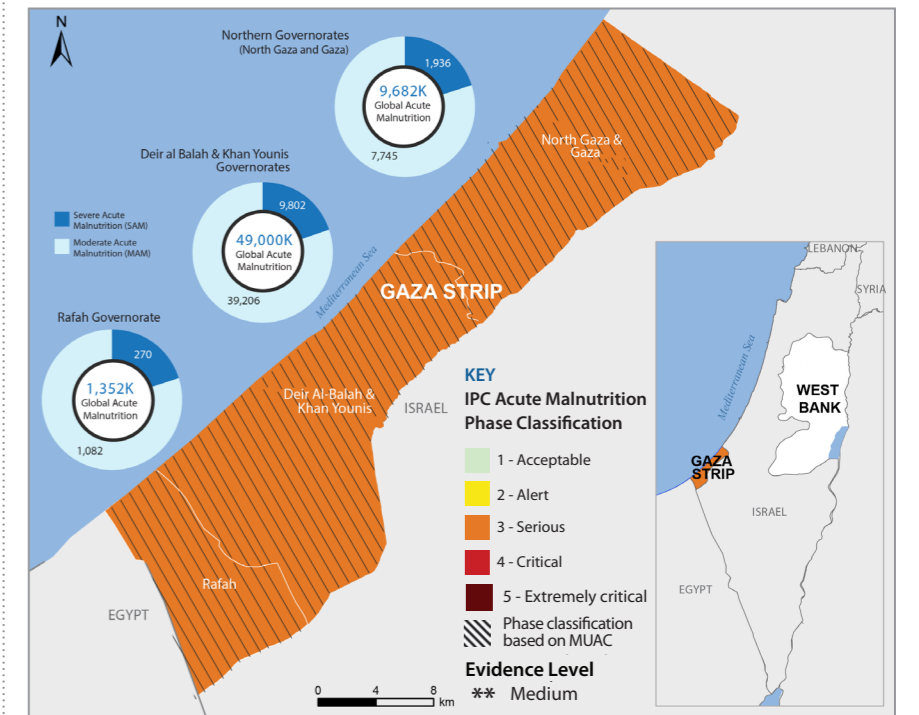 N
Northern Governorates
(North Gaza and Gaza)
1,936
9,682K
Global Acute
Malnutrition
7,745
Deir al Balah & Khan Younis
Governorates
9,802
49,000K
Global Acute
Malnutrition
39,206
Severe Acute
Malnutrition (SAM)
Moderate Acute
Malnutrition (MAM)
Rafah Governorate
270
1,352K
Global Acute
Malnutrition
1,082
North Gaza &
Gaza
Mediterranean Sea
GAZA STRIP
Deir Al-Balah &
Khan Younis
ISRAEL
Rafah
EGYPT
0 4 8
km
KEY
IPC Acute Malnutrition
Phase Classification
1 - Acceptable
2 - Alert
3 - Serious
4 - Critical
5 - Extremely critical
Phase classification
based on MUAC
Evidence Level
** Medium
LEBANON
SYRIA
Mediterranean Sea
WEST
BANK
GAZA
STRIP
ISRAEL
EGYPT